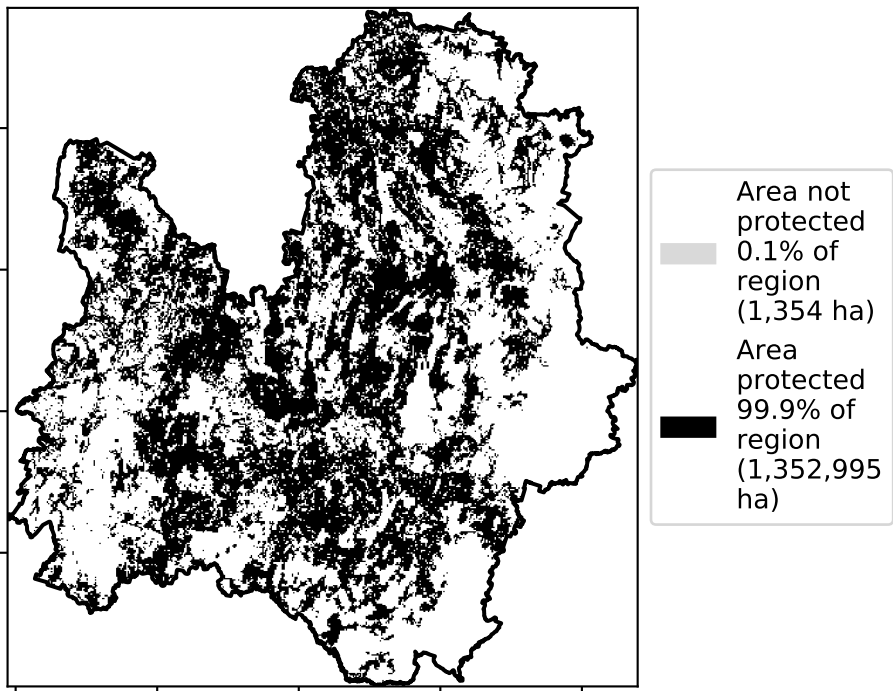 Area not
protected
0.1% of
region
(1,354 ha)
Area
protected
99.9% of
region
(1,352,995
ha)